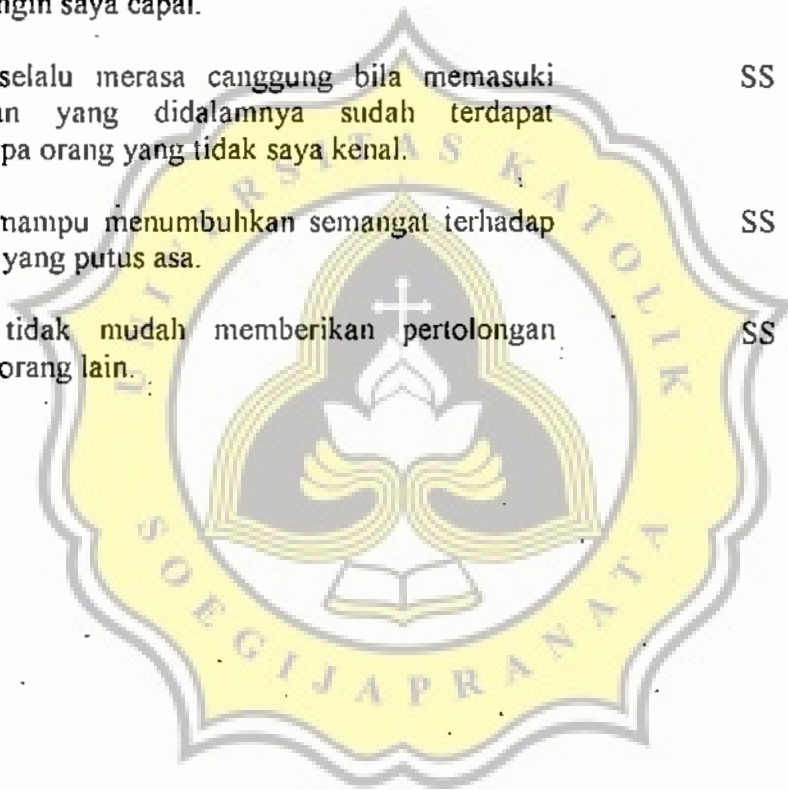 ngin saya capai.
selalu merasa canggung bila memasuki SS
an yang didalamnya sudah terdapat
pa orang yang tidak saya kenal.
mampu menumbuhkan semangat terhadap SS
yang putus asa.
tidak mudah memberikan pertolongan SS
orang lain.
UNIVERSITAS KATOLIK
SOEGIJAPRANATA